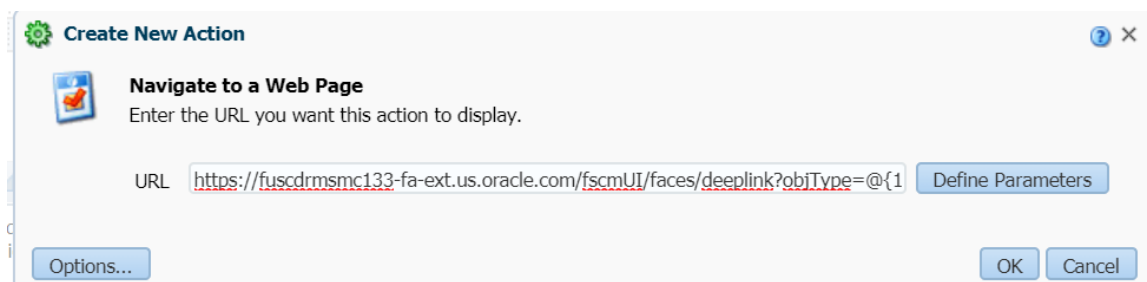 Create New Action
Navigate to a Web Page
Enter the URL you want this action to display.
URL https://fuscdrmsmc133-fa-ext.us.oracle.com/fscmUI/faces/deeplink?objType=@{1 Define Parameters
Options... OK Cancel